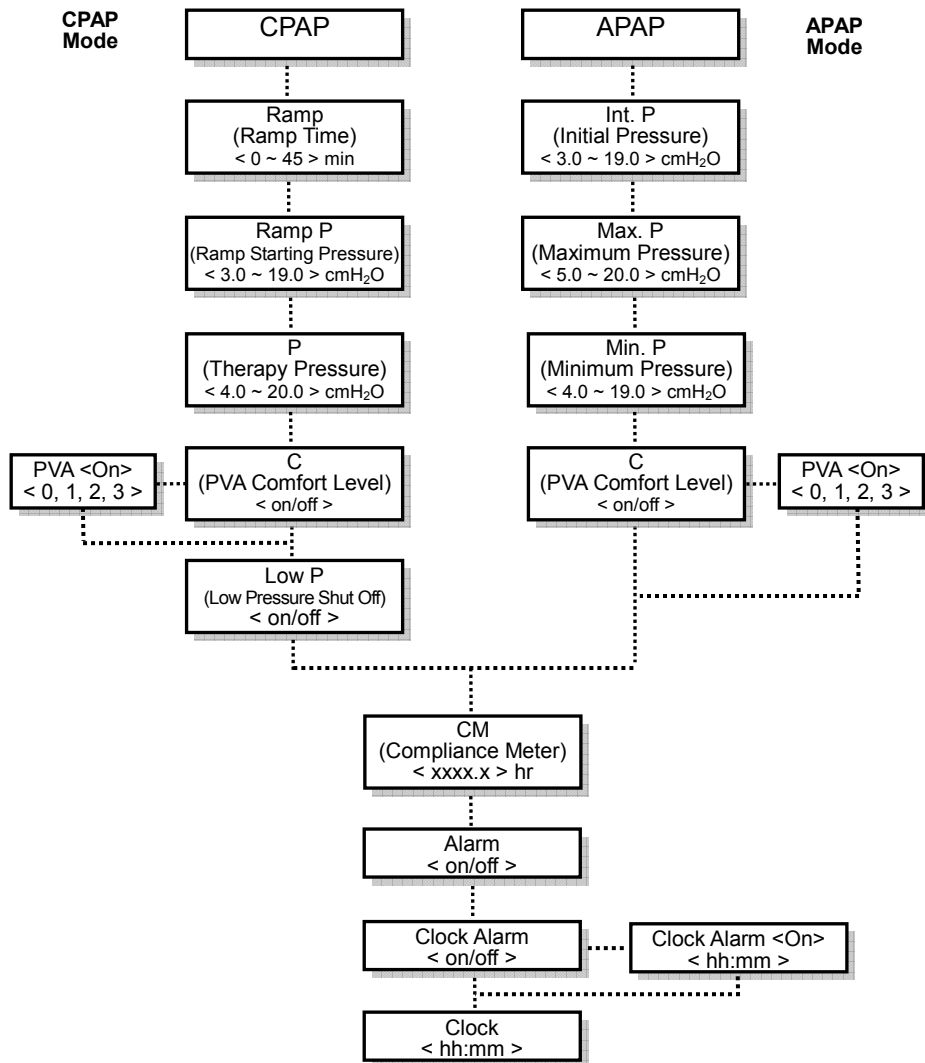 CPAP
Mode
CPAP
Ramp
(Ramp Time)
< 0 ~ 45 > min
Ramp P
(Ramp Starting Pressure)
< 3.0 ~ 19.0 > cmH₂O
P
(Therapy Pressure)
< 4.0 ~ 20.0 > cmH₂O
C
(PVA Comfort Level)
< on/off >
PVA <On>
< 0, 1, 2, 3 >
Low P
(Low Pressure Shut Off)
< on/off >
APAP
APAP
Mode
Int. P
(Initial Pressure)
< 3.0 ~ 19.0 > cmH₂O
Max. P
(Maximum Pressure)
< 5.0 ~ 20.0 > cmH₂O
Min. P
(Minimum Pressure)
< 4.0 ~ 19.0 > cmH₂O
C
(PVA Comfort Level)
< on/off >
PVA <On>
< 0, 1, 2, 3 >
CM
(Compliance Meter)
< xxxx.x > hr
Alarm
< on/off >
Clock Alarm
< on/off >
Clock Alarm <On>
< hh:mm >
Clock
< hh:mm >